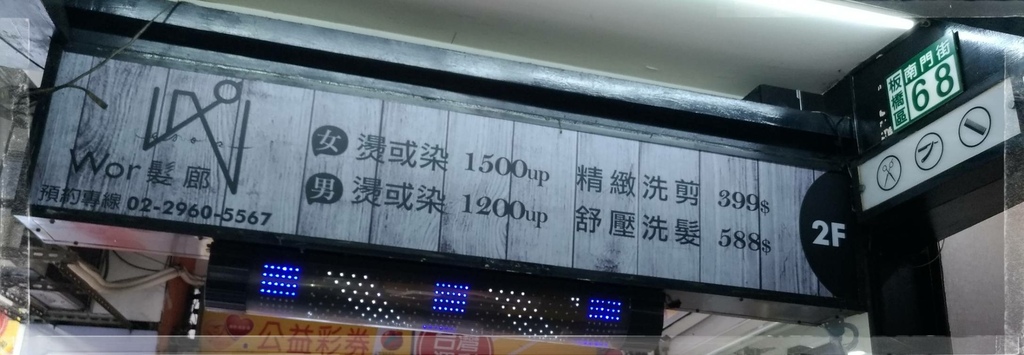 Wor髮廊
預約專線 02-2960-5567
女 燙或染 1500up
男 燙或染 1200up
精緻洗剪 399$
舒壓洗髮 588$
2F
板橋區
南門街
68
公益彩券
台灣